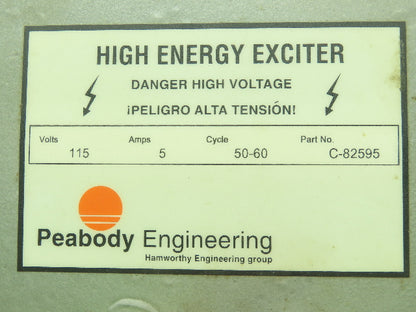 HIGH ENERGY EXCITER
DANGER HIGH VOLTAGE
¡PELIGRO ALTA TENSIÓN!
Volts Amps Cycle Part No.
115 5 50-60 C-82595
Peabody Engineering
Hamworthy Engineering group